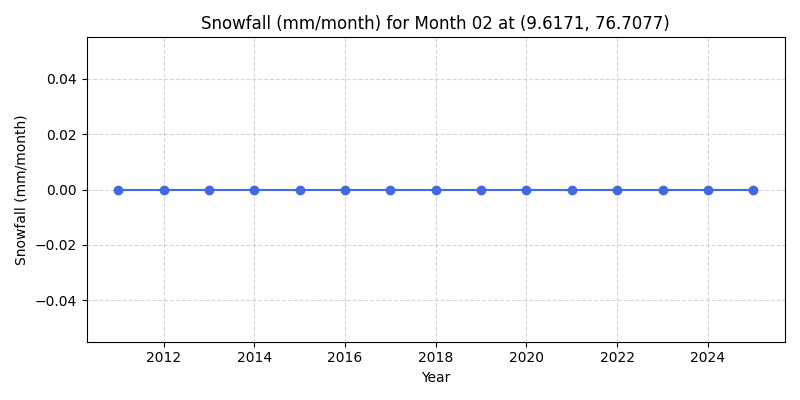 Snowfall (mm/month) for Month 02 at (9.6171, 76.7077)
Snowfall (mm/month)
0.04
0.02
0.00
−0.02
−0.04
2012 2014 2016 2018 2020 2022 2024
Year